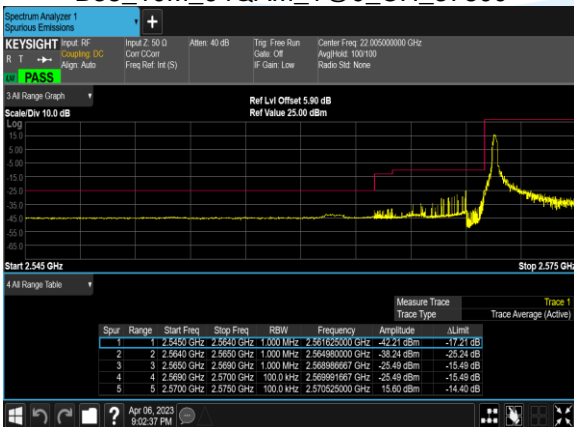 Spectrum Analyzer 1
Spurious Emissions
+
KEYSIGHT Input: RF Input Z: 50 Ω Atten: 40 dB Trig: Free Run Center Freq: 22.005000000 GHz
R T Coupling: DC Corr CCorr Gate: Off Avg|Hold: 100/100
Align: Auto Freq Ref: Int (S) IF Gain: Low Radio Std: None
PASS
3 All Range Graph
Ref Lvl Offset 5.90 dB
Scale/Div 10.0 dB Ref Value 25.00 dBm
Log
15.0
5.00
-5.00
-15.0
-25.0
-35.0
-45.0
-55.0
-65.0
Start 2.545 GHz Stop 2.575 GHz
4 All Range Table
Measure Trace Trace 1
Trace Type Trace Average (Active)
Spur Range Start Freq Stop Freq RBW Frequency Amplitude ΔLimit
1 1 2.5450 GHz 2.5640 GHz 1.000 MHz 2.561625000 GHz -42.21 dBm -17.21 dB
2 2 2.5640 GHz 2.5650 GHz 1.000 MHz 2.564980000 GHz -38.24 dBm -25.24 dB
3 3 2.5650 GHz 2.5690 GHz 1.000 MHz 2.568986667 GHz -25.49 dBm -15.49 dB
4 4 2.5690 GHz 2.5700 GHz 100.0 kHz 2.569991667 GHz -25.49 dBm -15.49 dB
5 5 2.5700 GHz 2.5750 GHz 100.0 kHz 2.570525000 GHz 15.60 dBm -14.40 dB
? Apr 06, 2023
9:02:37 PM